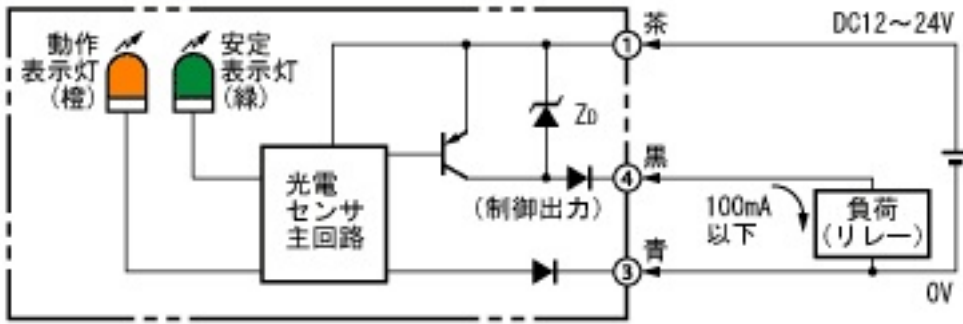 動作
表示灯
(橙)
安定
表示灯
(緑)
光電
センサ
主回路
ZD
(制御出力)
① 茶
④ 黒
③ 青
DC12～24V
100mA
以下
負荷
(リレー)
0V